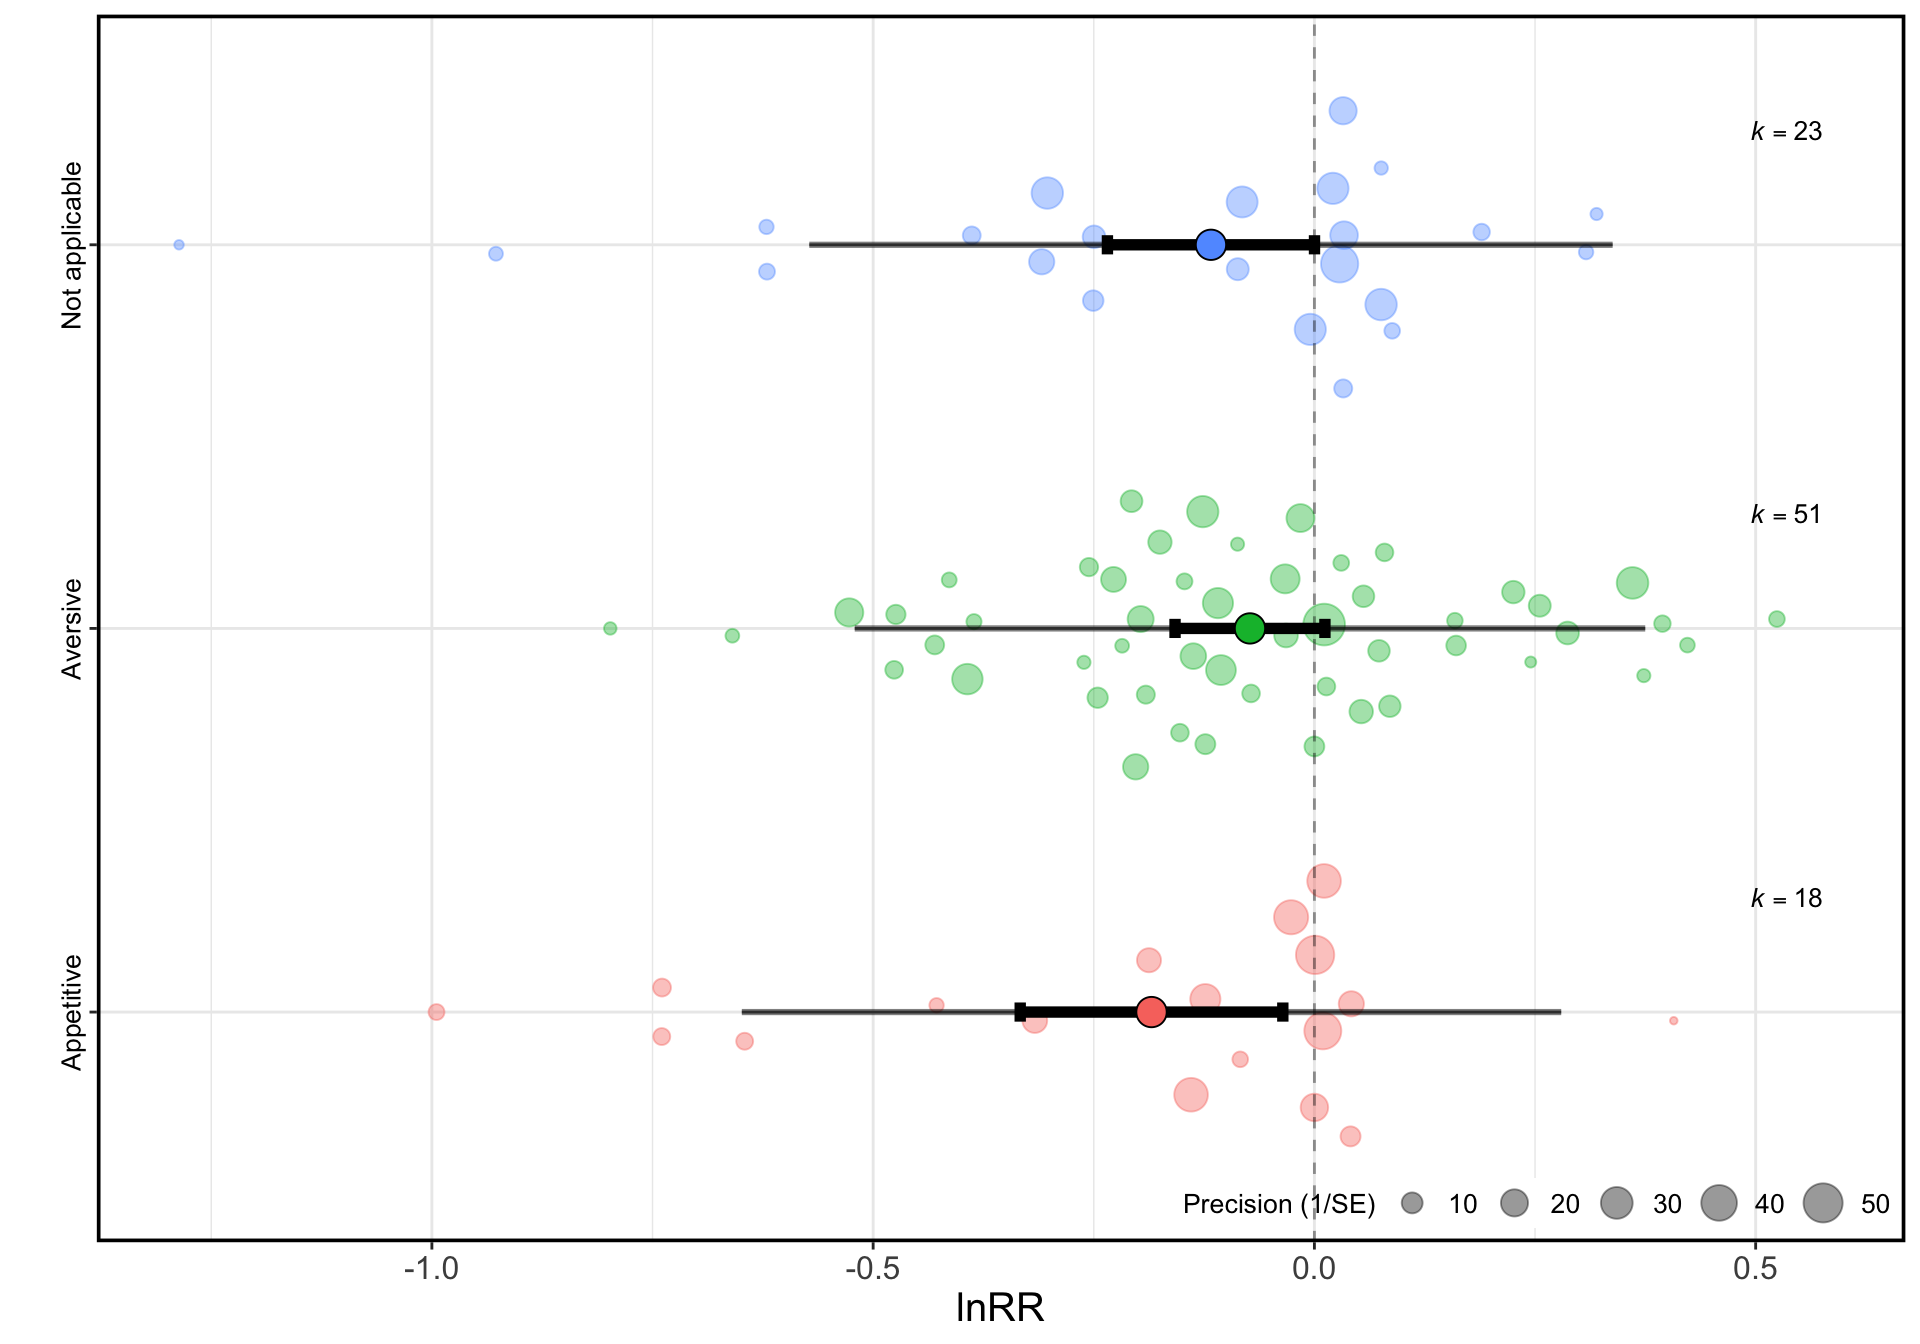 Not applicable
k = 23
Aversive
k = 51
Appetitive
k = 18
Precision (1/SE) 10 20 30 40 50
-1.0 -0.5 0.0 0.5
lnRR